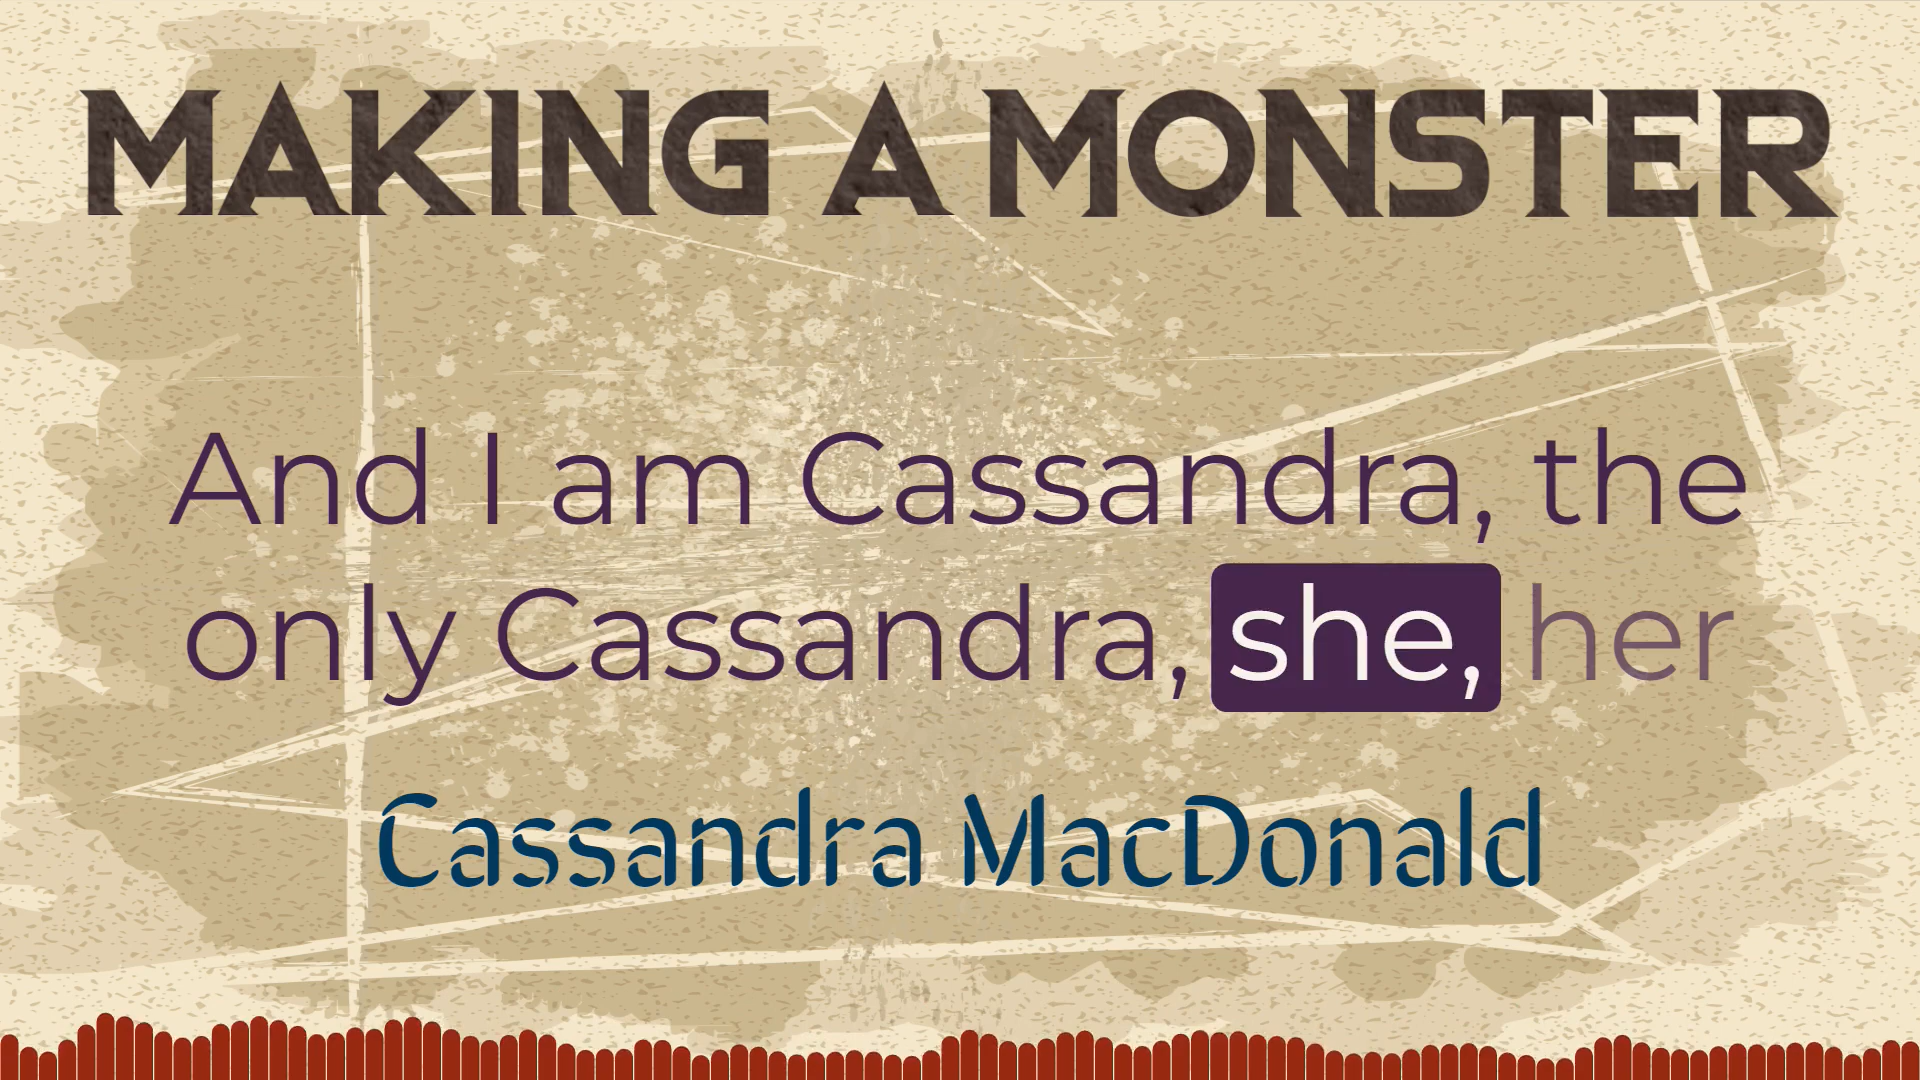 MAKING A MONSTER
And I am Cassandra, the
only Cassandra, she, her
Cassandra MacDonald